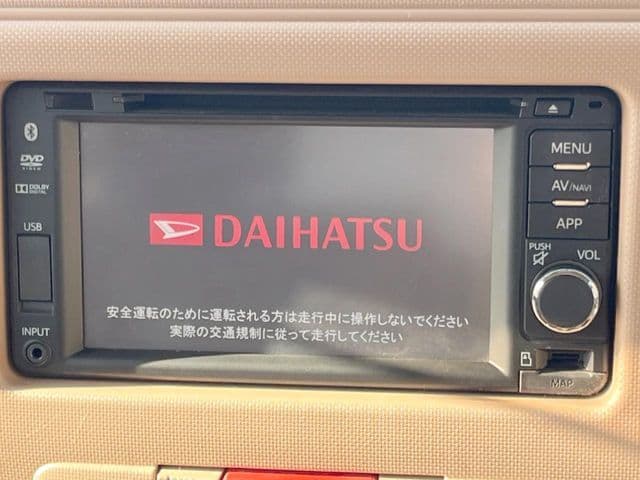 DVD
VIDEO
DOLBY
DIGITAL
USB
INPUT
DAIHATSU
安全運転のために運転される方は走行中に操作しないでください
実際の交通規制に従って走行してください
MENU
AV/NAVI
APP
PUSH
VOL
MAP